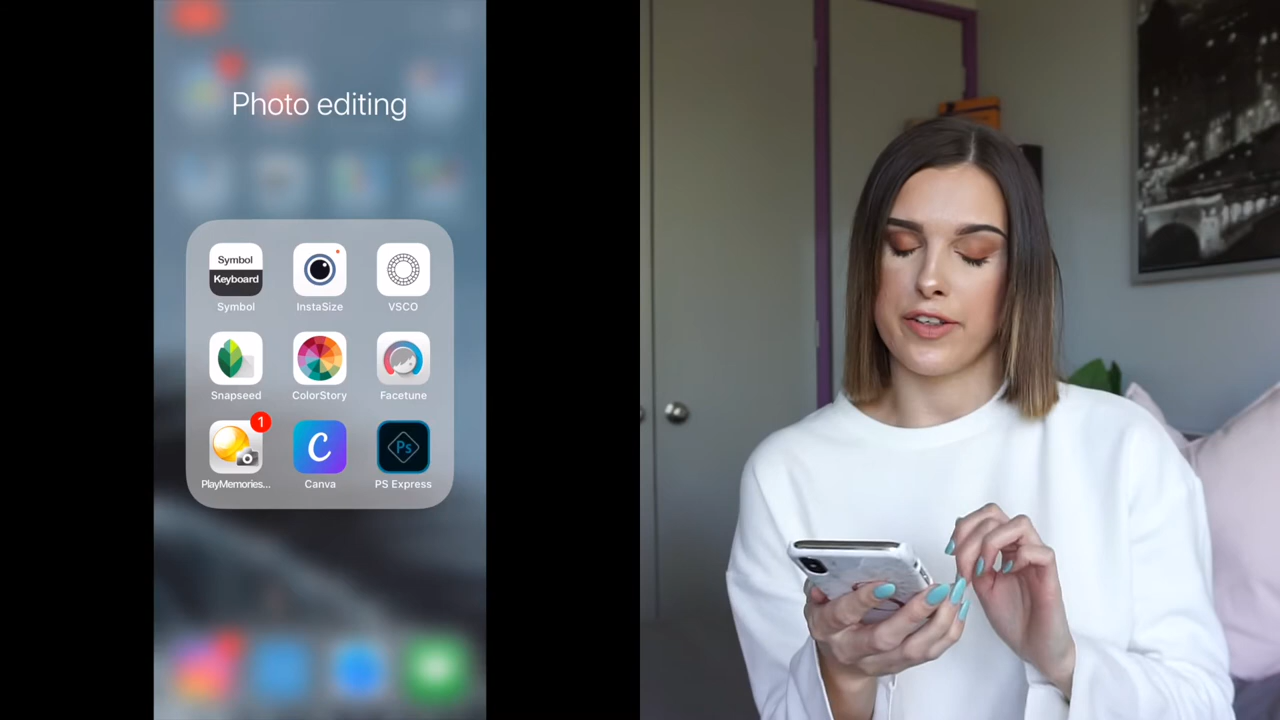 Photo editing
Symbol
Keyboard
Symbol
InstaSize
VSCO
Snapseed
ColorStory
Facetune
1
C
Ps
PlayMemories...
Canva
PS Express